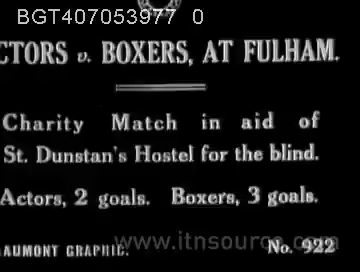 BGT407053977 0
CTORS v. BOXERS, AT FULHAM.
Charity Match in aid of
St. Dunstan's Hostel for the blind.
Actors, 2 goals. Boxers, 3 goals.
AUMONT GRAPHIC. www.itnsource.com No. 922